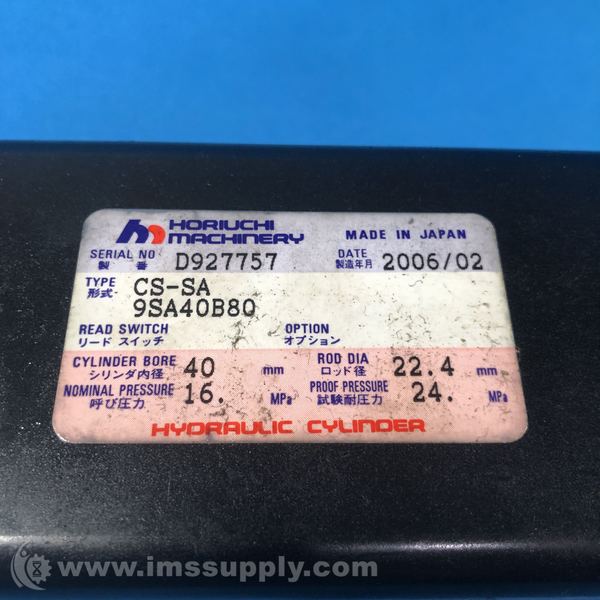 HORIUCHI
MACHINERY
MADE IN JAPAN
SERIAL NO D927757 DATE 2006/02
製番 製造年月
TYPE CS-SA
形式 9SA40B80
READ SWITCH OPTION
リード スイッチ オプション
CYLINDER BORE 40 mm ROD DIA 22.4 mm
シリンダ内径 ロッド径
NOMINAL PRESSURE 16. MPa PROOF PRESSURE 24. MPa
呼び圧力 試験耐圧力
HYDRAULIC CYLINDER
© www.imssupply.com/